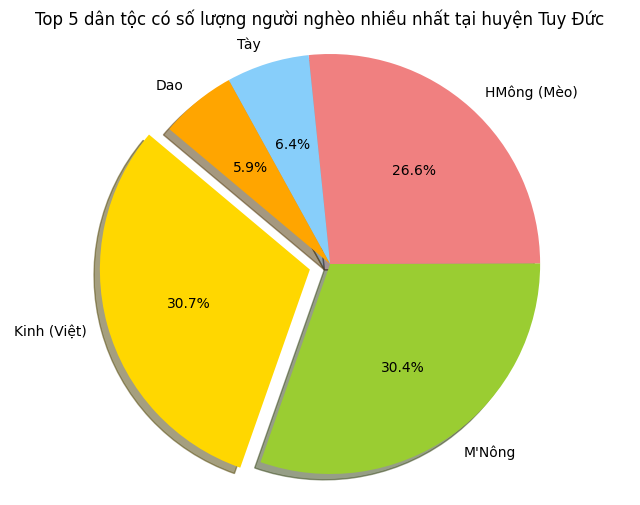 Top 5 dân tộc có số lượng người nghèo nhiều nhất tại huyện Tuy Đức
Tày
Dao
HMông (Mèo)
6.4%
5.9%
26.6%
30.7%
Kinh (Việt)
30.4%
M'Nông